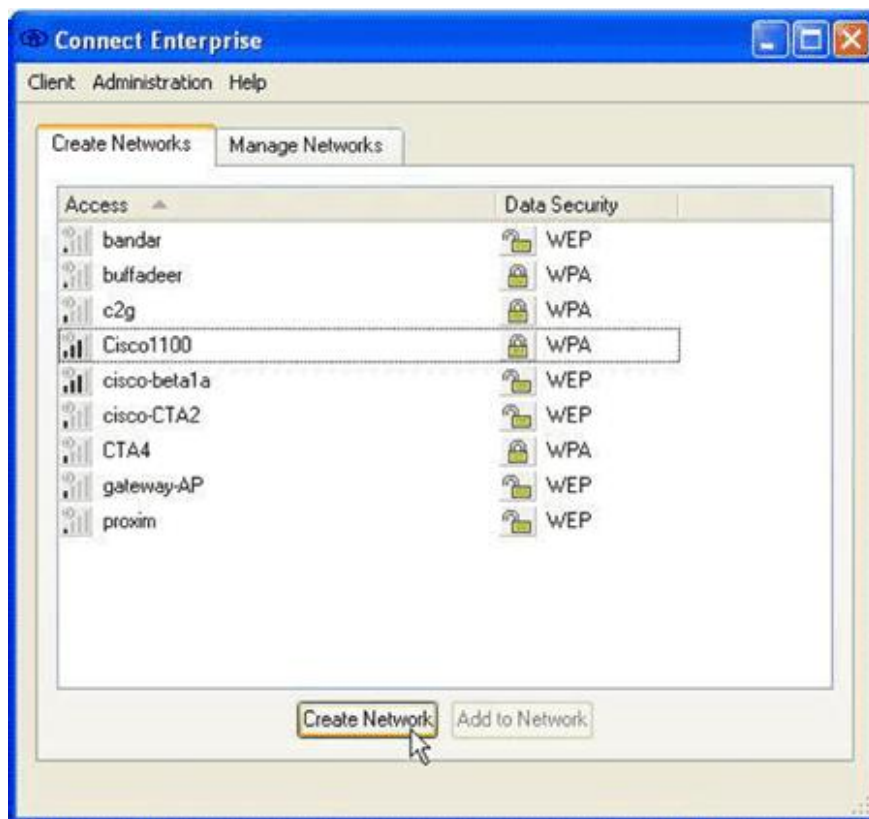 Connect Enterprise
Client Administration Help
Create Networks Manage Networks
Access Data Security
bandar WEP
buffadeer WPA
c2g WPA
Cisco1100 WPA
cisco-beta1a WEP
cisco-CTA2 WEP
CTA4 WPA
gateway-AP WEP
proxim WEP
Create Network Add to Network